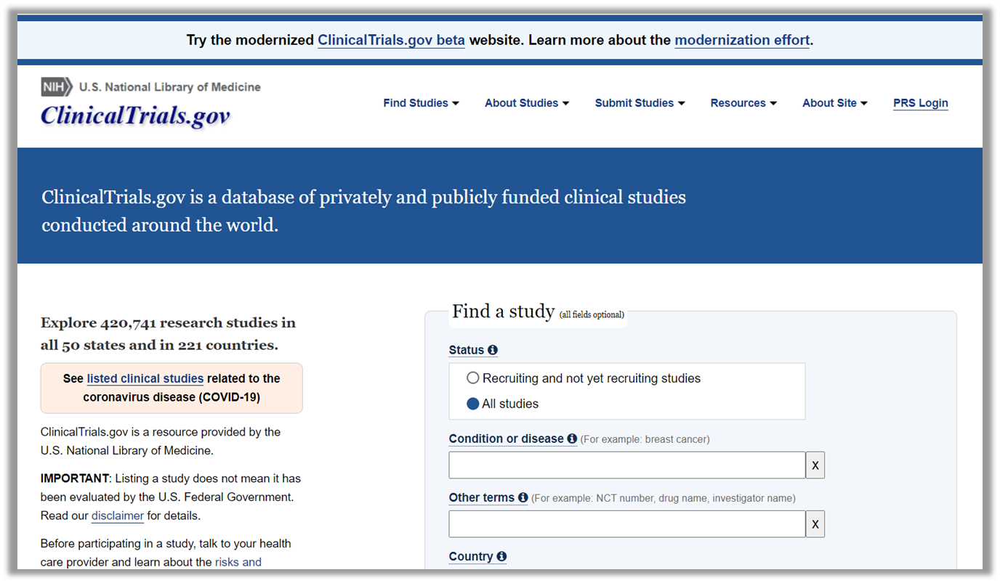 Try the modernized ClinicalTrials.gov beta website. Learn more about the modernization effort.
NIH U.S. National Library of Medicine
ClinicalTrials.gov
Find Studies About Studies Submit Studies Resources About Site PRS Login
ClinicalTrials.gov is a database of privately and publicly funded clinical studies
conducted around the world.
Explore 420,741 research studies in
all 50 states and in 221 countries.
See listed clinical studies related to the
coronavirus disease (COVID-19)
ClinicalTrials.gov is a resource provided by the
U.S. National Library of Medicine.
IMPORTANT: Listing a study does not mean it has
been evaluated by the U.S. Federal Government.
Read our disclaimer for details.
Before participating in a study, talk to your health
care provider and learn about the risks and
Find a study (all fields optional)
Status
Recruiting and not yet recruiting studies
All studies
Condition or disease (For example: breast cancer)
X
Other terms (For example: NCT number, drug name, investigator name)
X
Country